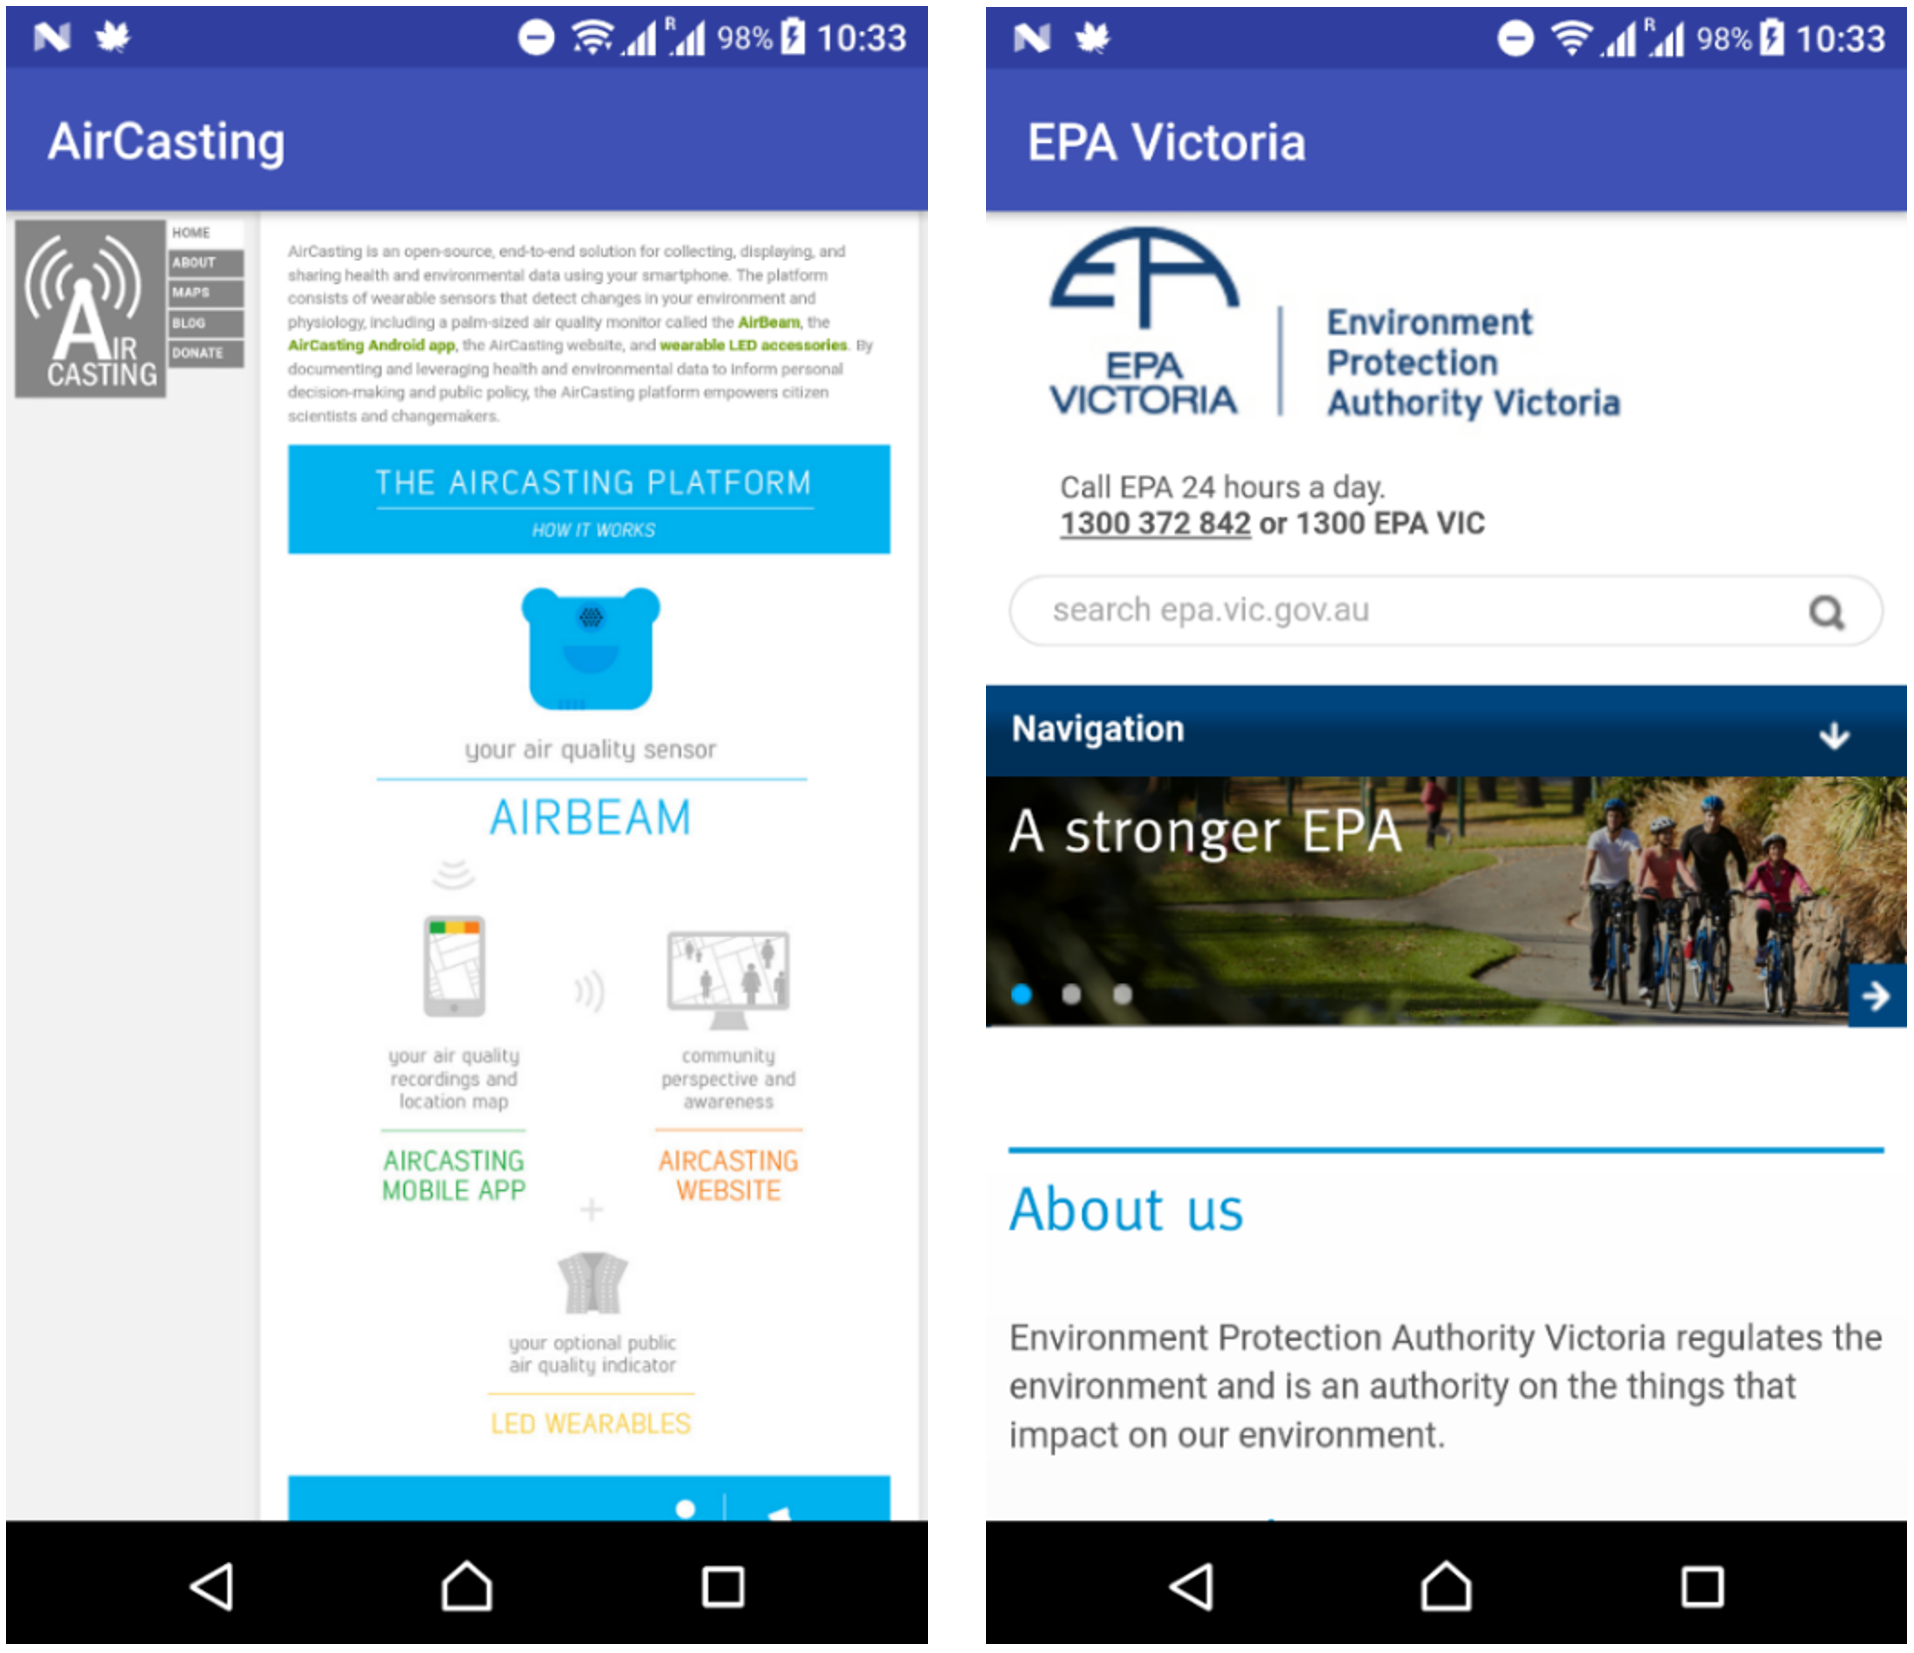 98% 10:33
AirCasting
AIR
CASTING
HOME
ABOUT
MAPS
BLOG
DONATE
AirCasting is an open-source, end-to-end solution for collecting, displaying, and
sharing health and environmental data using your smartphone. The platform
consists of wearable sensors that detect changes in your environment and
physiology, including a palm-sized air quality monitor called the AirBeam, the
AirCasting Android app, the AirCasting website, and wearable LED accessories. By
documenting and leveraging health and environmental data to inform personal
decision-making and public policy, the AirCasting platform empowers citizen
scientists and changemakers.
THE AIRCASTING PLATFORM
HOW IT WORKS
your air quality sensor
AIRBEAM
your air quality
recordings and
location map
AIRCASTING
MOBILE APP
community
perspective and
awareness
AIRCASTING
WEBSITE
+
your optional public
air quality indicator
LED WEARABLES
R 98% 10:33
EPA Victoria
EPA
VICTORIA
Environment
Protection
Authority Victoria
Call EPA 24 hours a day.
1300 372 842 or 1300 EPA VIC
search epa.vic.gov.au
Navigation
A stronger EPA
About us
Environment Protection Authority Victoria regulates the
environment and is an authority on the things that
impact on our environment.